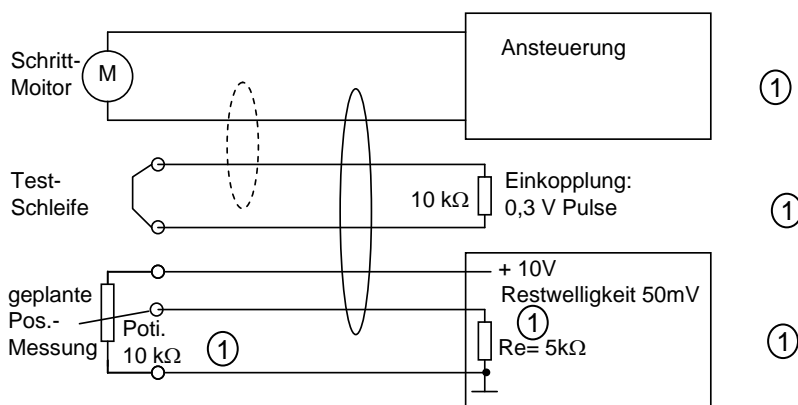 Ansteuerung
Schritt-
Moitor
M
1
Test-
Schleife
10 kΩ
Einkopplung:
0,3 V Pulse
1
+ 10V
Restwelligkeit 50mV
geplante
Pos.-
Messung
Poti.
10 kΩ
1
1
Re= 5kΩ
1